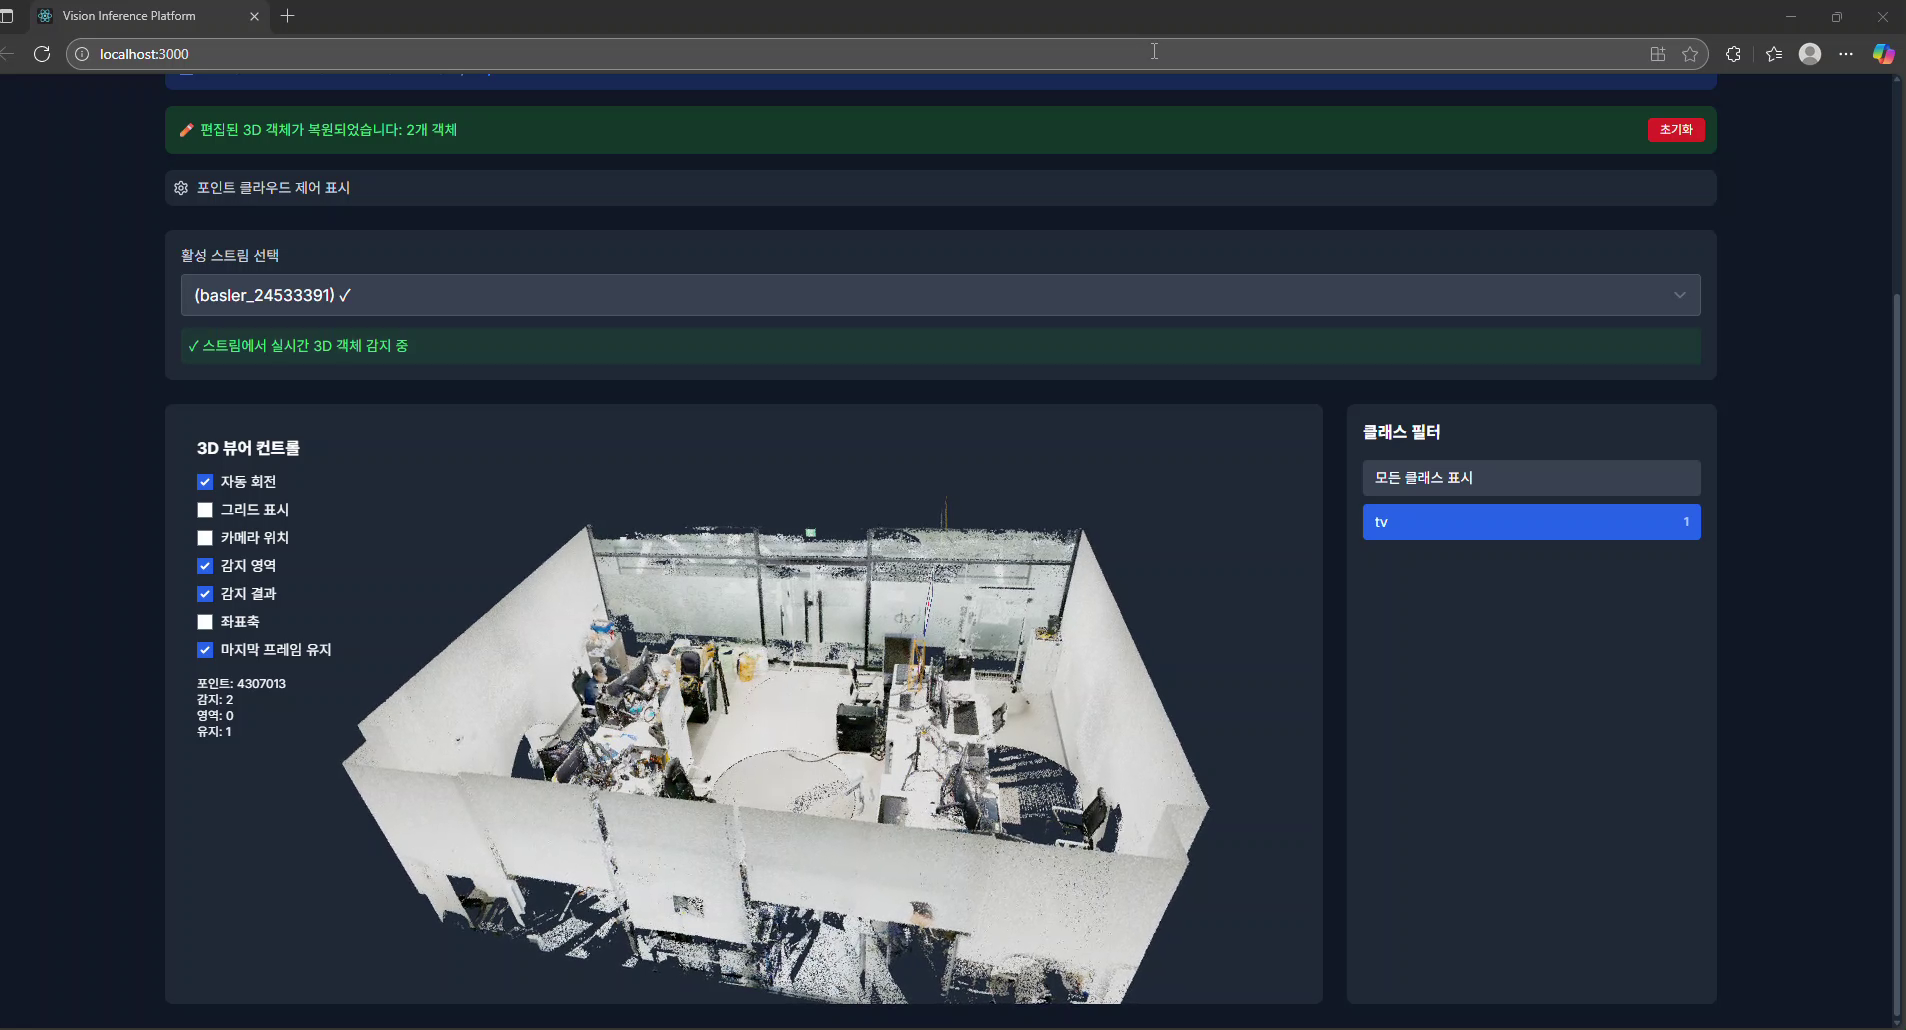 Vision Inference Platform
localhost:3000
편집된 3D 객체가 복원되었습니다: 2개 객체
초기화
포인트 클라우드 제어 표시
활성 스트림 선택
(basler_24533391) ✓
✓ 스트림에서 실시간 3D 객체 감지 중
3D 뷰어 컨트롤
자동 회전
그리드 표시
카메라 위치
감지 영역
감지 결과
좌표축
마지막 프레임 유지
포인트: 4307013
감지: 2
영역: 0
유지: 1
클래스 필터
모든 클래스 표시
tv 1